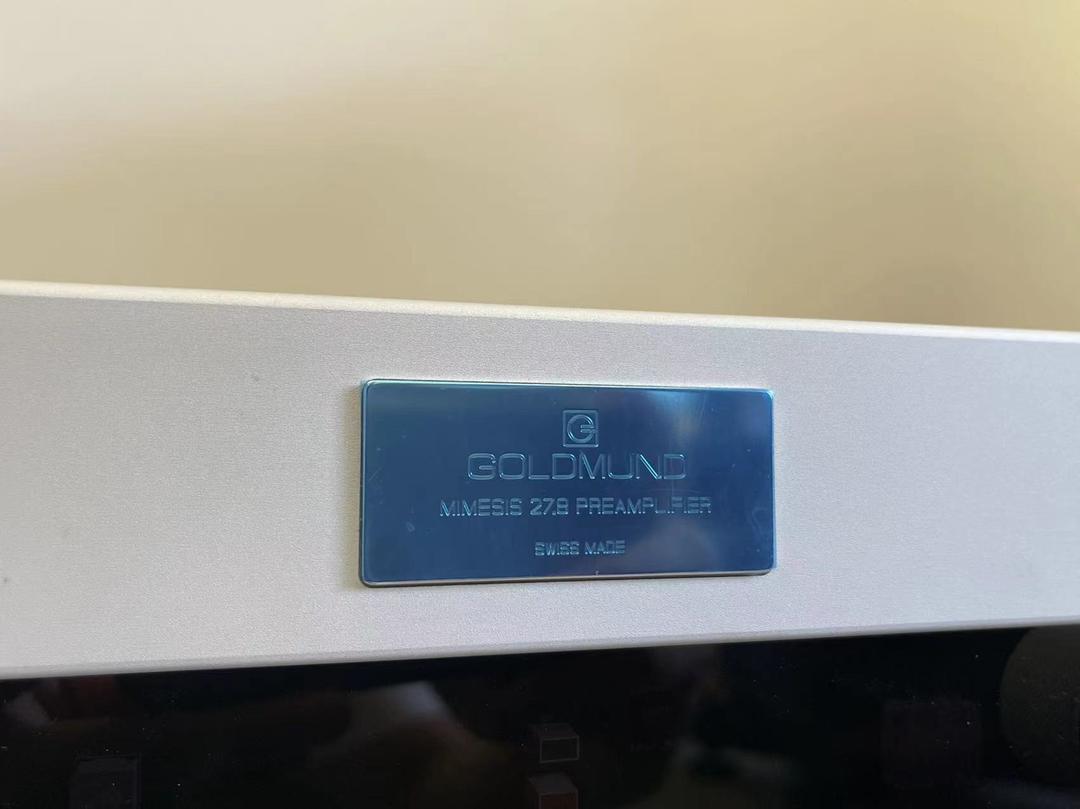 G
GOLDMUND
MIMESIS 27.8 PREAMPLIFIER
SWISS MADE